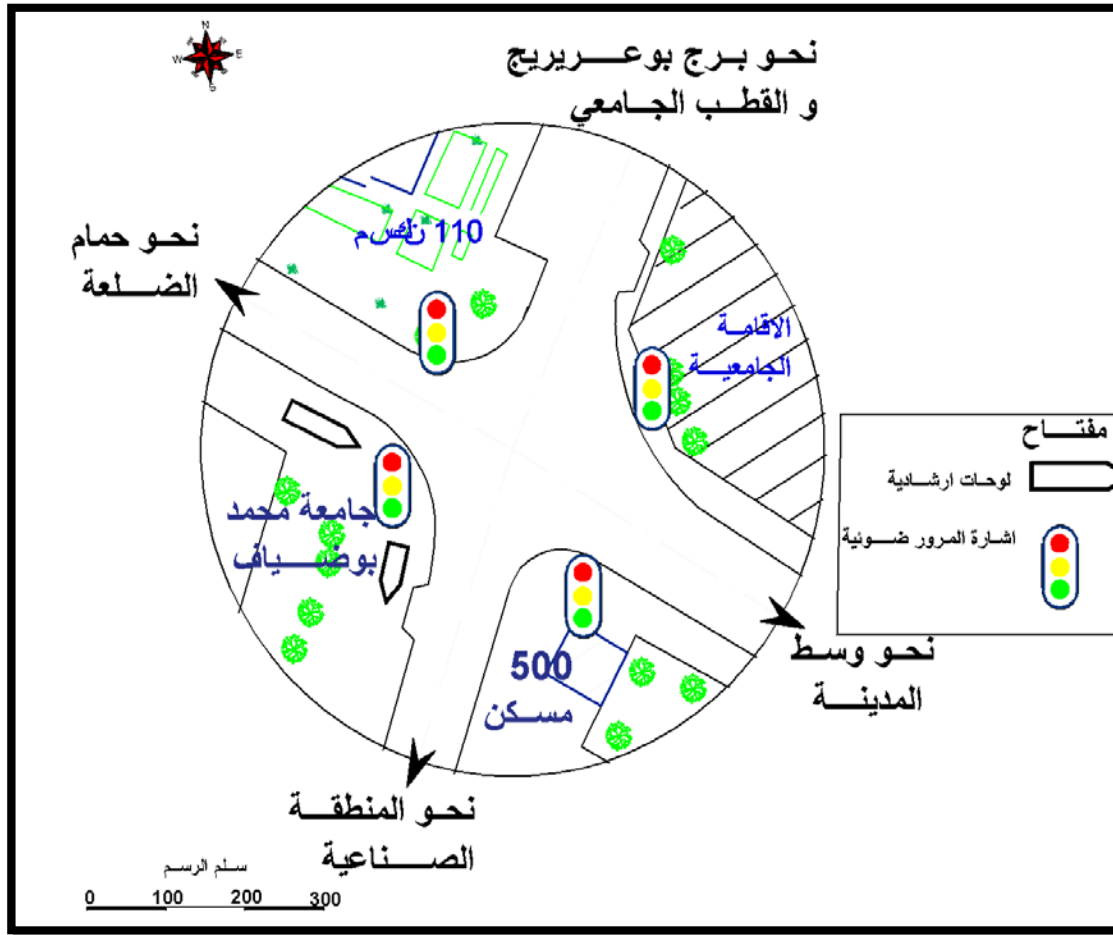 N
W E
S
نحو برج بوعريريج
و القطب الجامعي
نحو حمام
الضلعة
110
الاقامة
الجامعية
مفتاح
لوحات ارشادية
اشارة المرور ضوئية
جامعة محمد
بوضياف
500
مسكن
نحو وسط
المدينة
نحو المنطقة
الصناعية
سلم الرسم
0 100 200 300